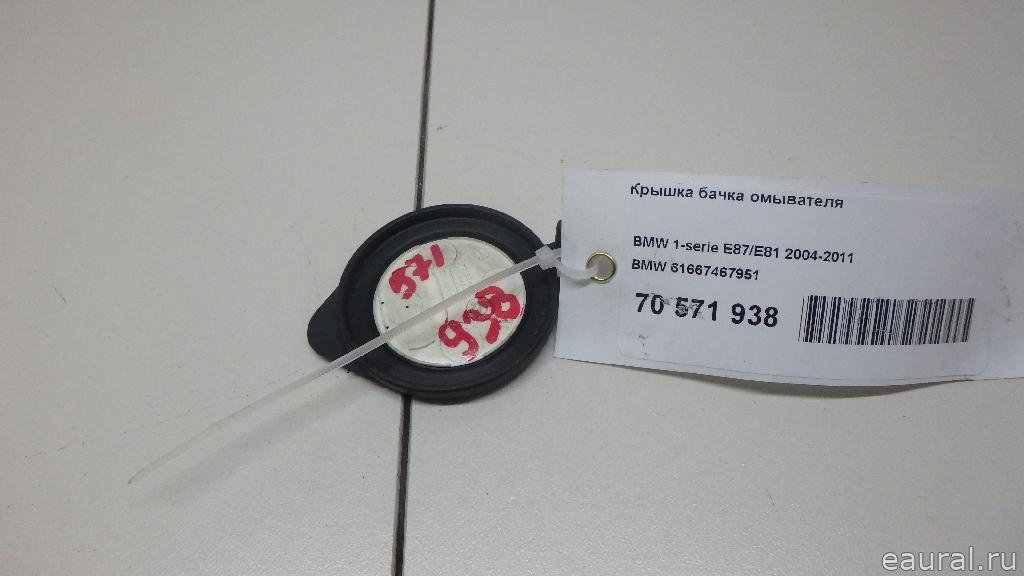 Крышка бачка омывателя
BMW 1-serie E87/E81 2004-2011
BMW 61667467951
70 571 938
571
938
eaural.ru